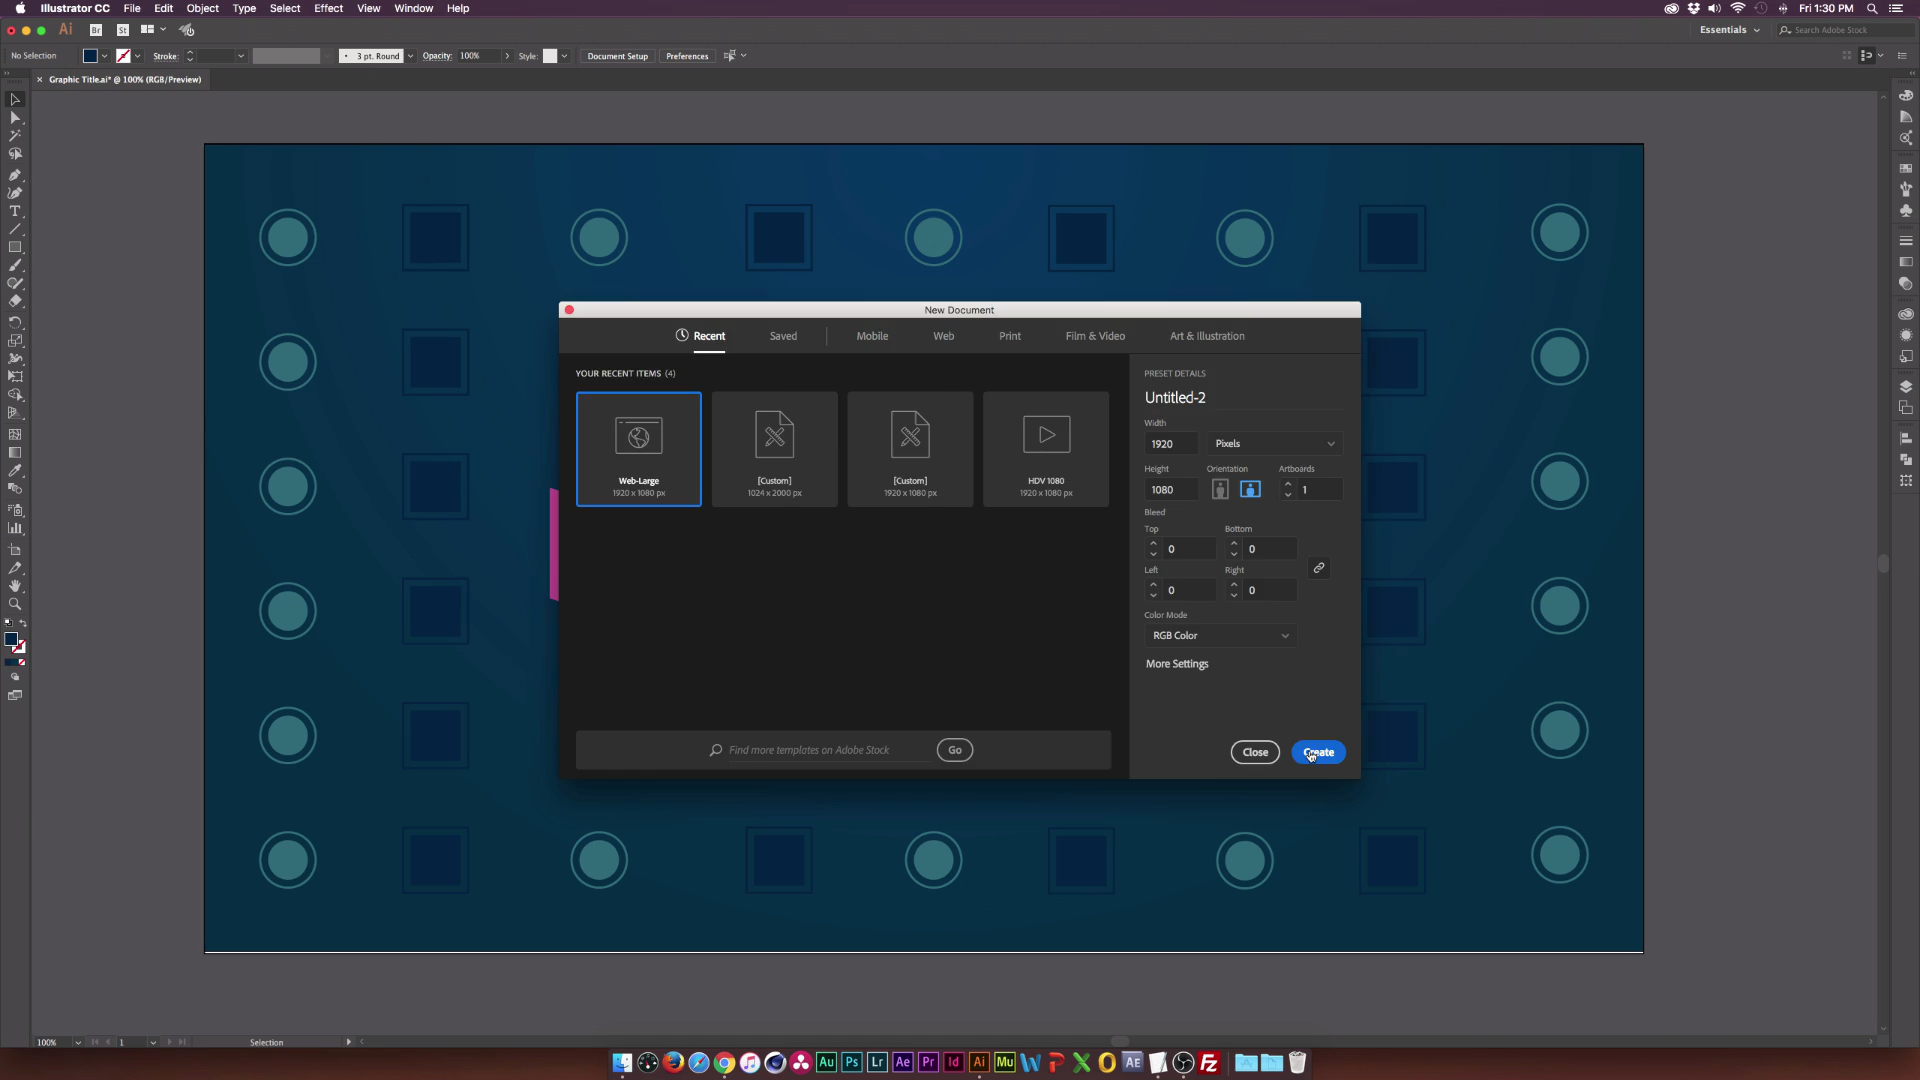 Illustrator CC File Edit Object Type Select Effect View Window Help Fri 1:30 PM
Ai Br St Essentials Search Adobe Stock
No Selection Stroke: 3 pt. Round Opacity: 100% Style: Document Setup Preferences
Graphic Title.ai* @ 100% (RGB/Preview)
New Document
Recent Saved Mobile Web Print Film & Video Art & Illustration
YOUR RECENT ITEMS (4)
Web-Large
1920 x 1080 px
[Custom]
1024 x 2000 px
[Custom]
1920 x 1080 px
HDV 1080
1920 x 1080 px
Find more templates on Adobe Stock Go
PRESET DETAILS
Untitled-2
Width
1920 Pixels
Height Orientation Artboards
1080 1
Bleed
Top Bottom
0 0
Left Right
0 0
Color Mode
RGB Color
More Settings
Close Create
100% 1 Selection
Au Ps Lr Ae Pr Id Ai Mu W P X O AE Fz